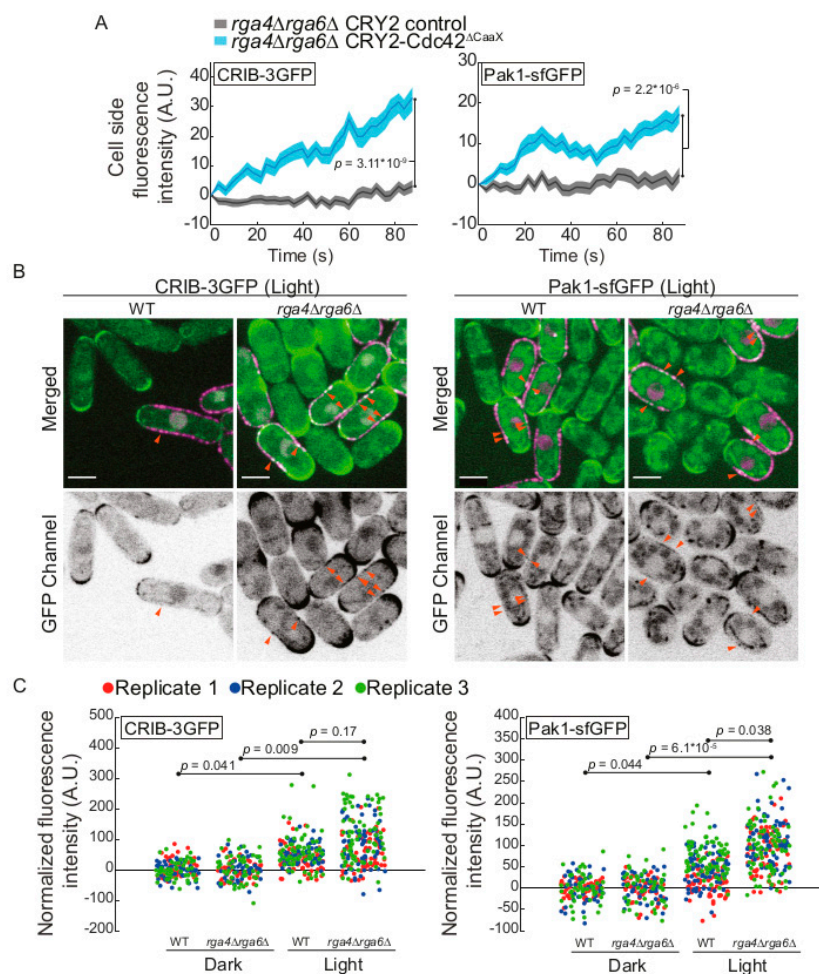 A
rga4Δrga6Δ CRY2 control
rga4Δrga6Δ CRY2-Cdc42ΔCaaX
Cell side
fluorescence
intensity (A.U.)
CRIB-3GFP
40
30
20
10
0
-10
p = 3.11*10-9
0 20 40 60 80
Time (s)
Pak1-sfGFP
30
20
10
0
-10
p = 2.2*10-6
0 20 40 60 80
Time (s)
B
CRIB-3GFP (Light)
WT rga4Δrga6Δ
Pak1-sfGFP (Light)
WT rga4Δrga6Δ
Merged
Merged
GFP Channel
GFP Channel
C
Replicate 1 Replicate 2 Replicate 3
Normalized fluorescence
intensity (A.U.)
CRIB-3GFP
500
400
300
200
100
0
-100
-200
p = 0.17
p = 0.009
p = 0.041
WT rga4Δrga6Δ WT rga4Δrga6Δ
Dark Light
Normalized fluorescence
intensity (A.U.)
Pak1-sfGFP
400
350
300
250
200
150
100
50
0
-50
-100
p = 0.038
p = 6.1*10-5
p = 0.044
WT rga4Δrga6Δ WT rga4Δrga6Δ
Dark Light